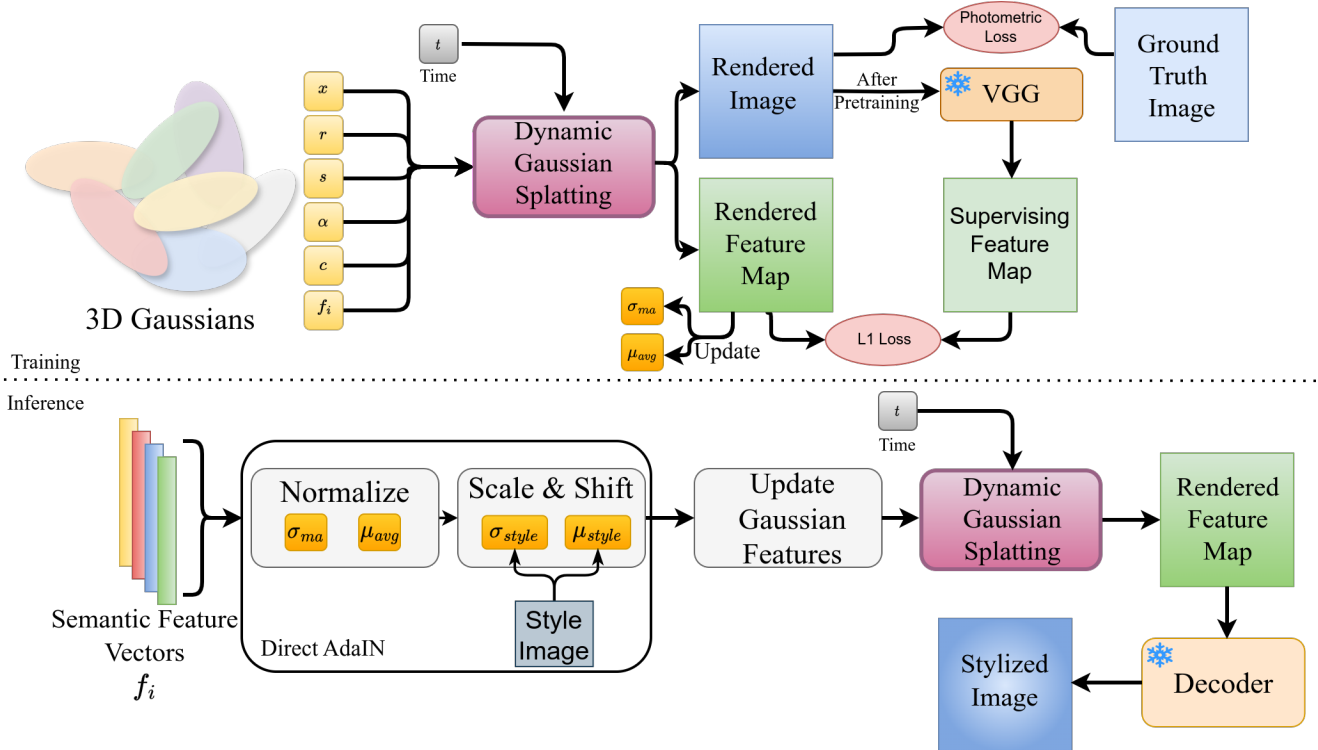 t
Time
x
r
s
α
c
f_i
3D Gaussians
Dynamic
Gaussian
Splatting
Rendered
Image
After
Pretraining
Photometric
Loss
VGG
Ground
Truth
Image
Rendered
Feature
Map
Supervising
Feature
Map
σ_ma
μ_avg
Update
L1 Loss
Training
Inference
Semantic Feature
Vectors
f_i
Normalize
σ_ma
μ_avg
Scale & Shift
σ_style
μ_style
Style
Image
Direct AdaIN
Update
Gaussian
Features
t
Time
Dynamic
Gaussian
Splatting
Rendered
Feature
Map
Decoder
Stylized
Image